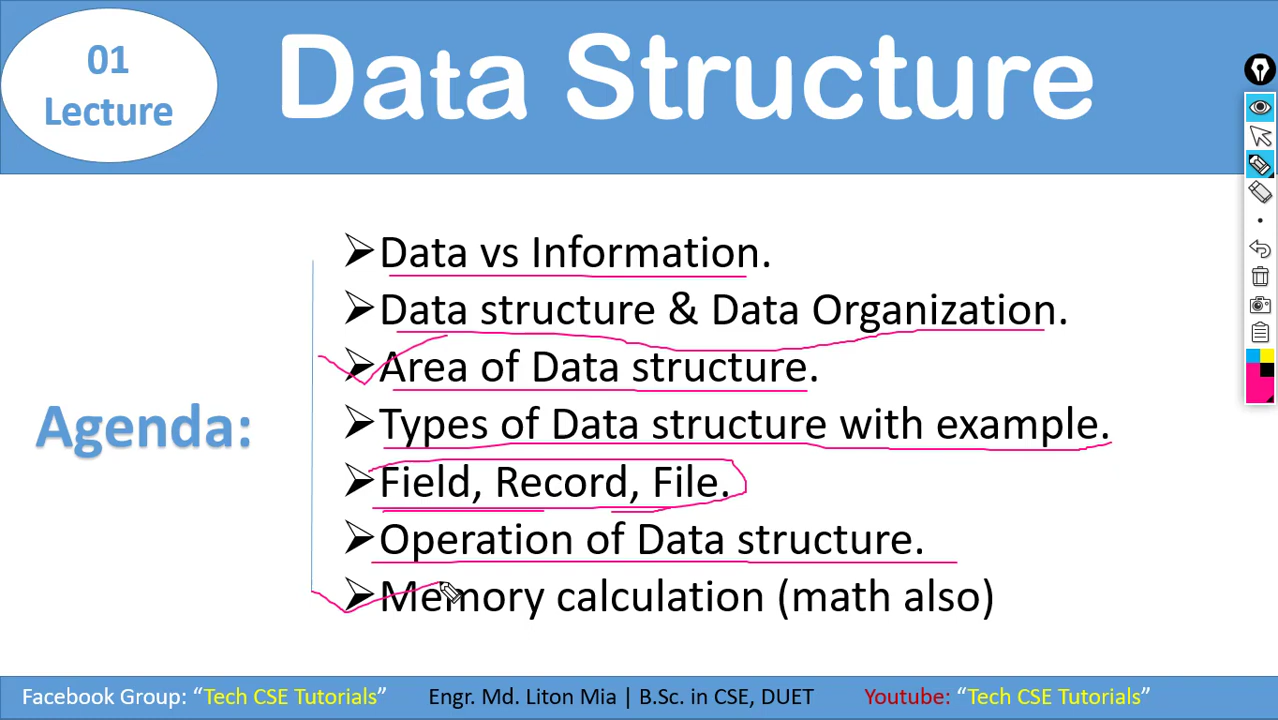 01
Lecture
Data Structure
Agenda:
➢Data vs Information.
➢Data structure & Data Organization.
➢Area of Data structure.
➢Types of Data structure with example.
➢Field, Record, File.
➢Operation of Data structure.
➢Memory calculation (math also)
Facebook Group: “Tech CSE Tutorials” Engr. Md. Liton Mia | B.Sc. in CSE, DUET Youtube: “Tech CSE Tutorials”